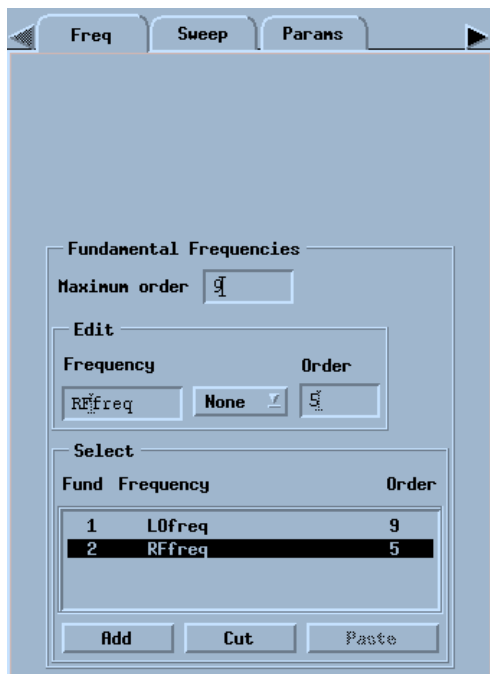 Freq Sweep Params
Fundamental Frequencies
Maximum order 9
Edit
Frequency Order
RFfreq None 5
Select
Fund Frequency Order
1 LOfreq 9
2 RFfreq 5
Add Cut Paste